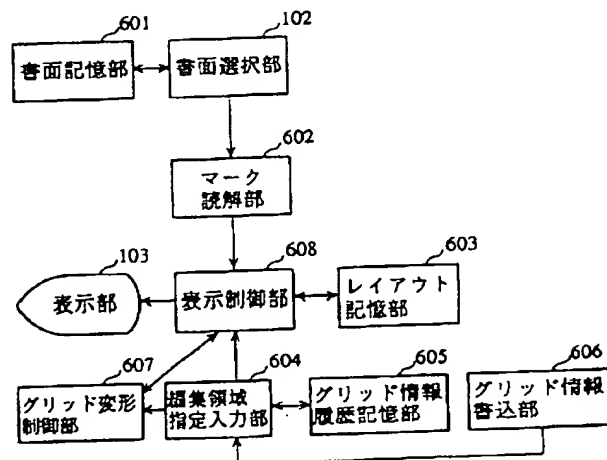 601
102
書面記憶部
書面選択部
602
マーク
読解部
103
608
603
表示部
表示制御部
レイアウト
記憶部
607
604
605
606
グリッド変形
制御部
編集領域
指定入力部
グリッド情報
履歴記憶部
グリッド情報
書込部